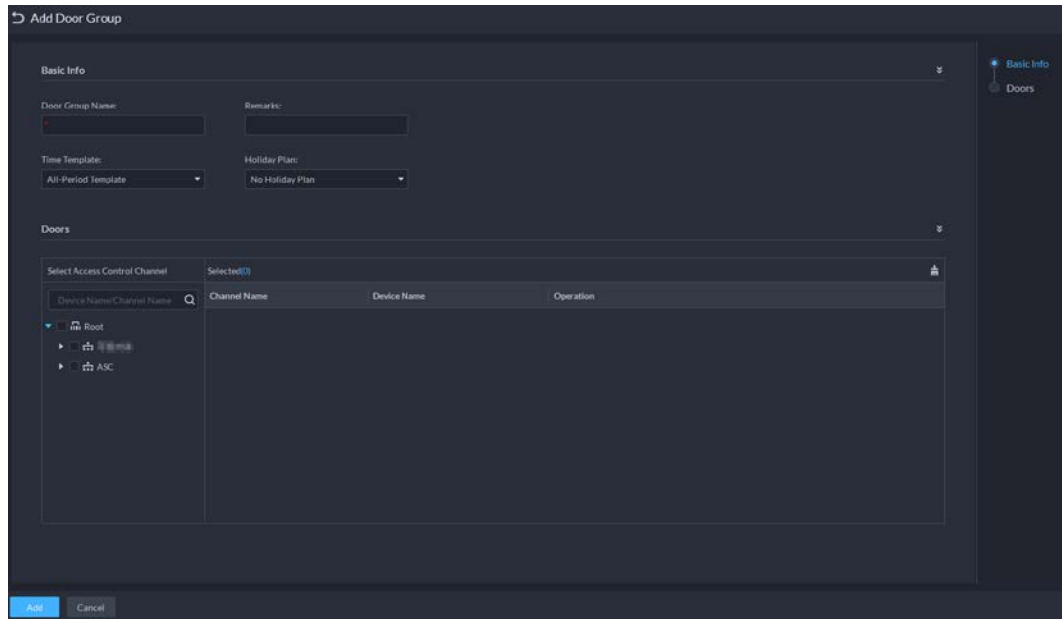 Add Door Group
Basic Info
Basic Info
Doors
Door Group Name:
Remarks:
*
Time Template:
Holiday Plan:
All-Period Template
No Holiday Plan
Doors
Select Access Control Channel
Selected(0)
Device Name/Channel Name
Channel Name
Device Name
Operation
Root
ASC
Add
Cancel